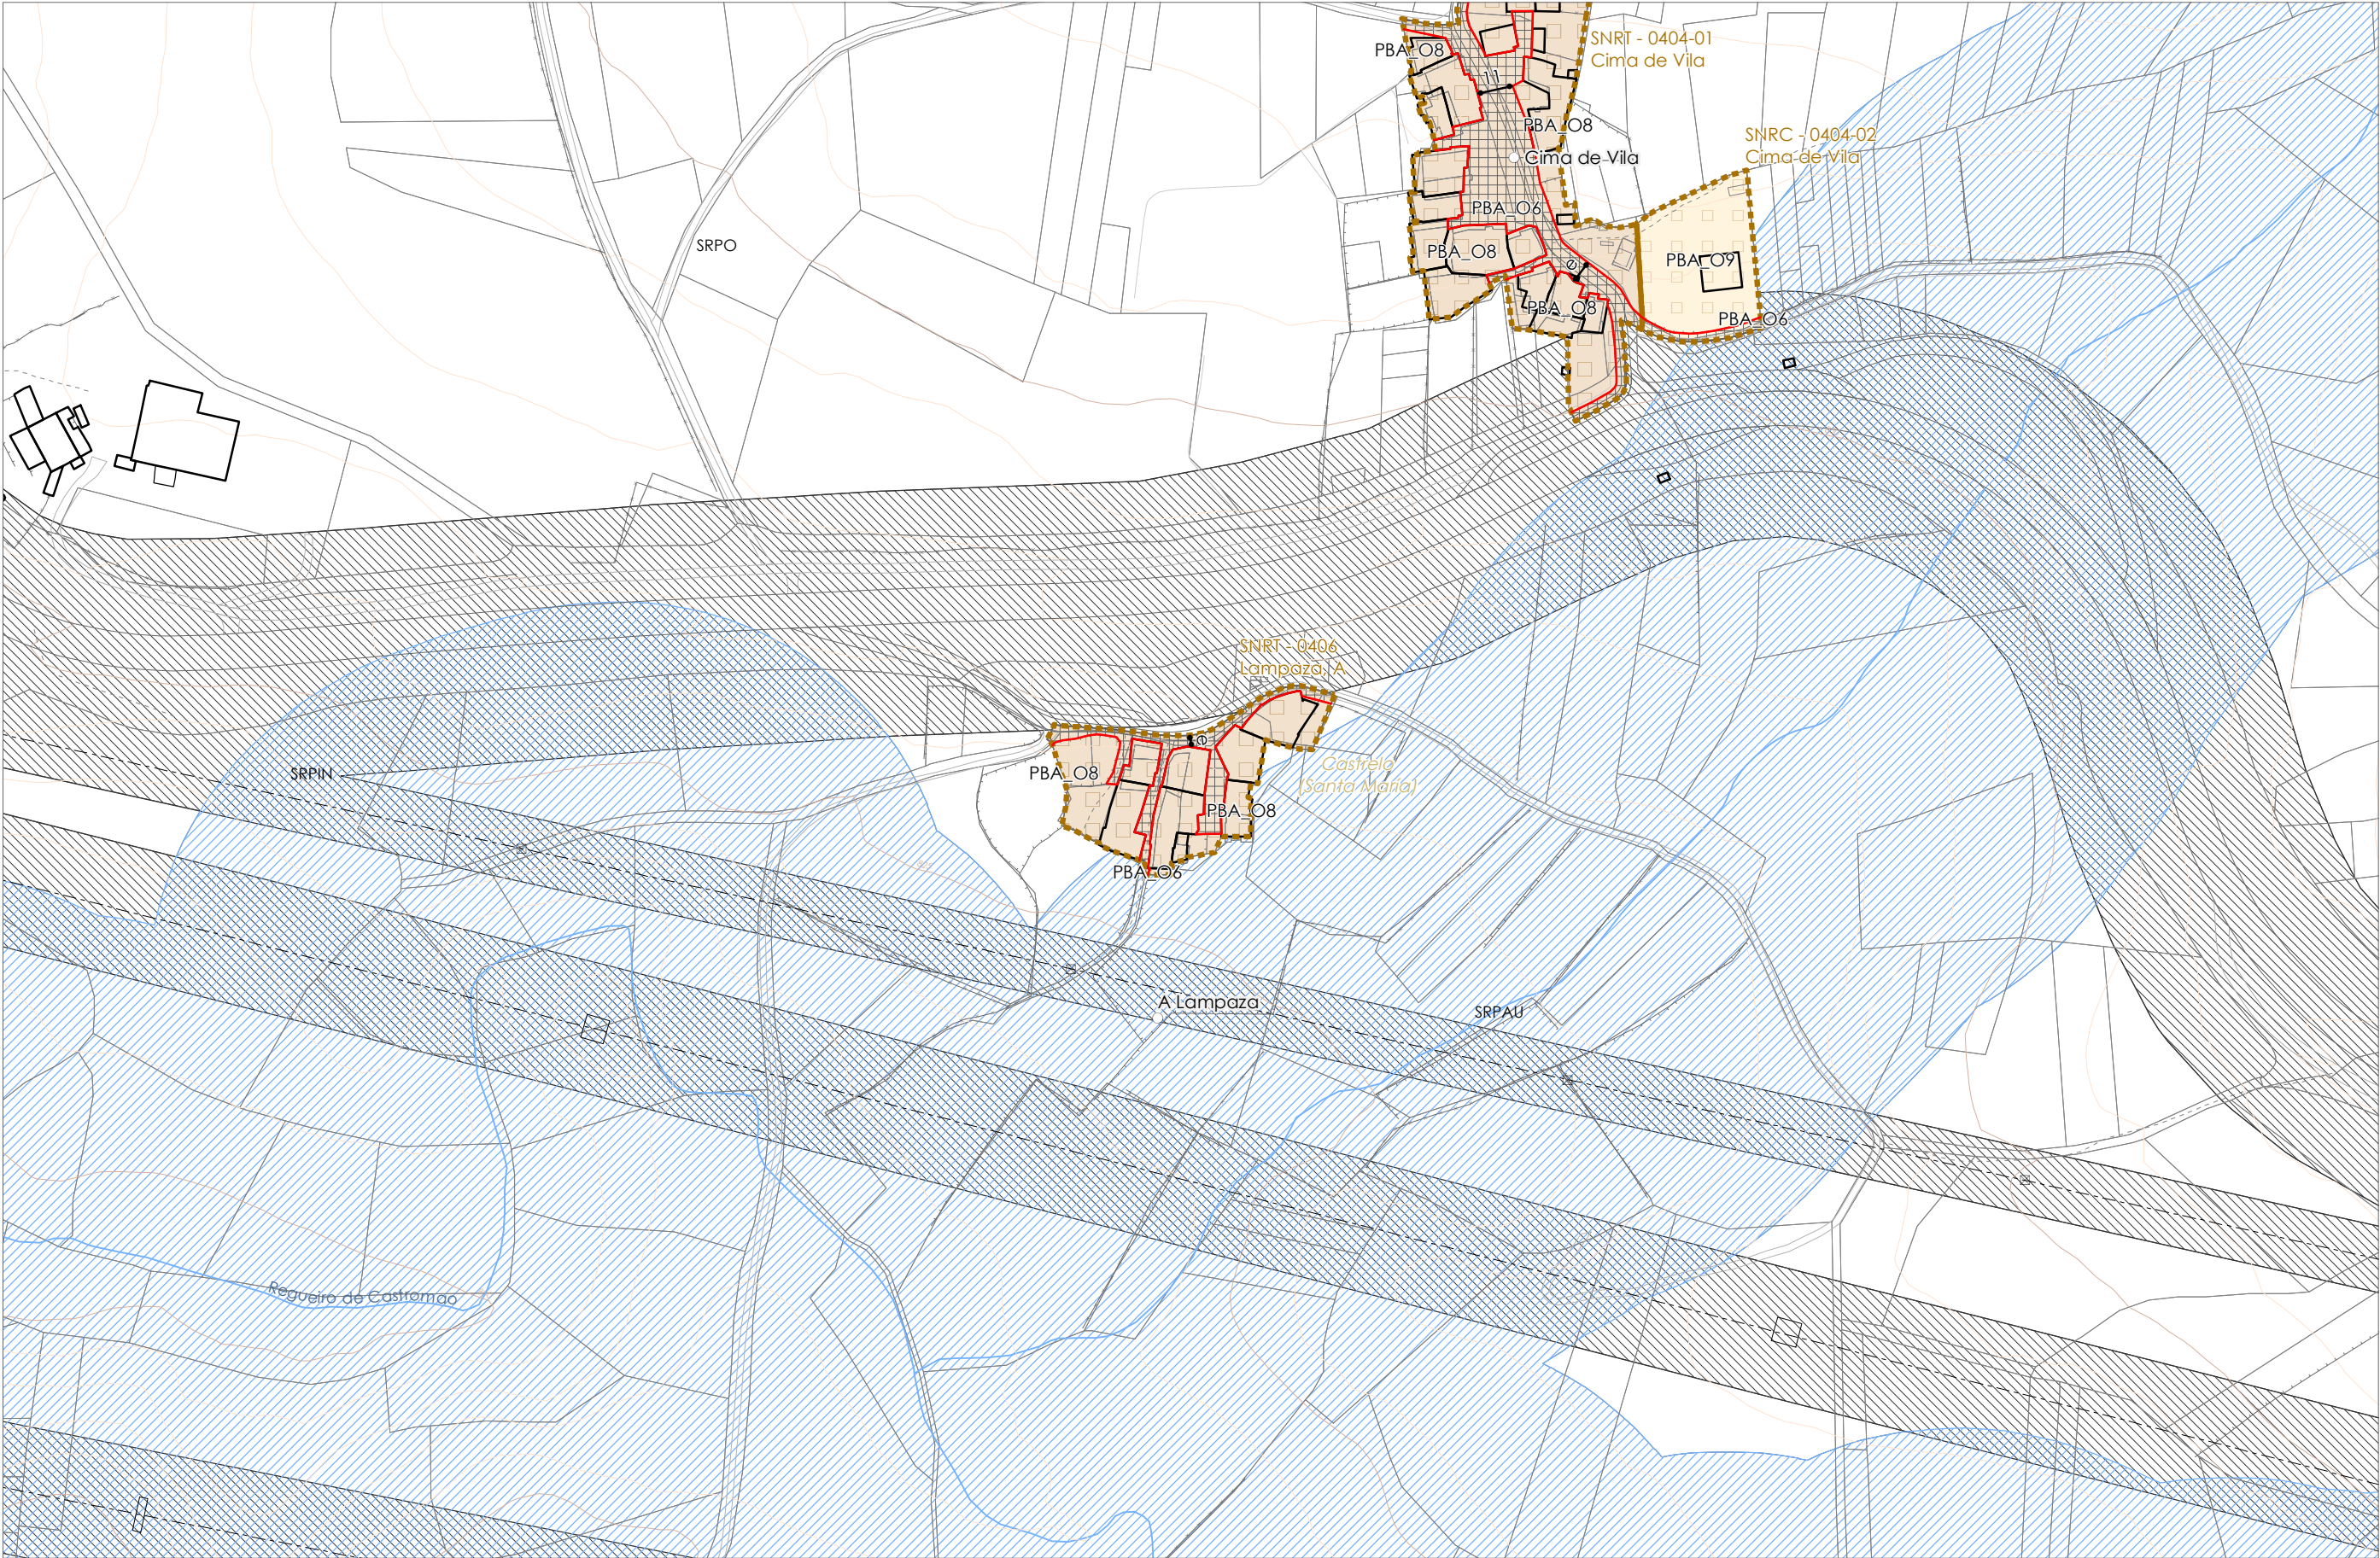 SNRT - 0404-01
Cima de Vila
PBA_O8
11
PBA_O8
SNRC - 0404-02
Cima de Vila
Cima de Vila
PBA_O6
SRPO
PBA_O8
PBA_O9
e
PBA_O8
PBA_O6
SNRT - 0406
Lampaza, A
e
Castrelo
(Santa María)
SRPIN
PBA_O8
PBA_O8
PBA_O6
A Lampaza
SRPAU
Regueiro de Castromao